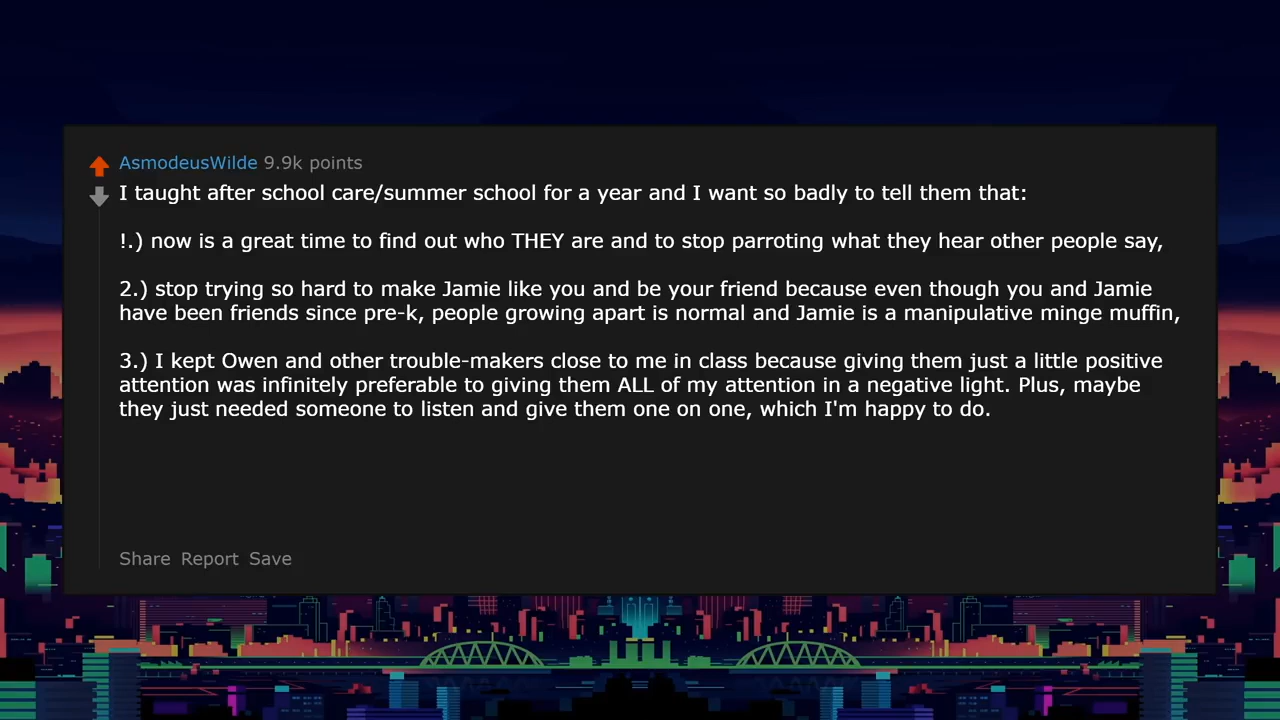 AsmodeusWilde 9.9k points
I taught after school care/summer school for a year and I want so badly to tell them that:
!.) now is a great time to find out who THEY are and to stop parroting what they hear other people say,
2.) stop trying so hard to make Jamie like you and be your friend because even though you and Jamie
have been friends since pre-k, people growing apart is normal and Jamie is a manipulative minge muffin,
3.) I kept Owen and other trouble-makers close to me in class because giving them just a little positive
attention was infinitely preferable to giving them ALL of my attention in a negative light. Plus, maybe
they just needed someone to listen and give them one on one, which I'm happy to do.
Share Report Save